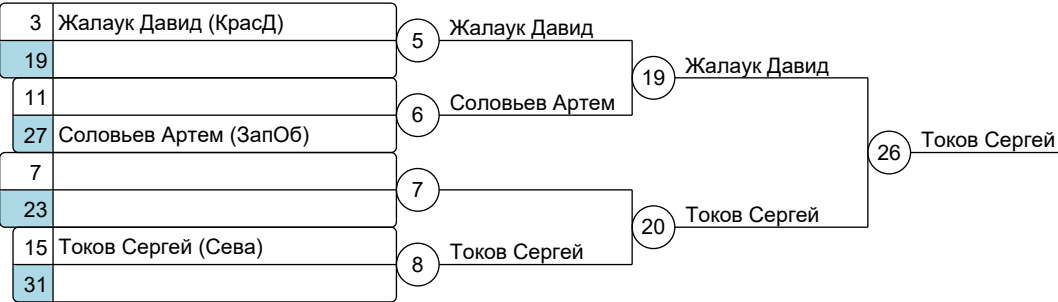 3 Жалаук Давид (КрасД)
19
11
27 Соловьев Артем (ЗапОб)
7
23
15 Токов Сергей (Сева)
31
5 Жалаук Давид
6 Соловьев Артем
7
8 Токов Сергей
19 Жалаук Давид
20 Токов Сергей
26 Токов Сергей